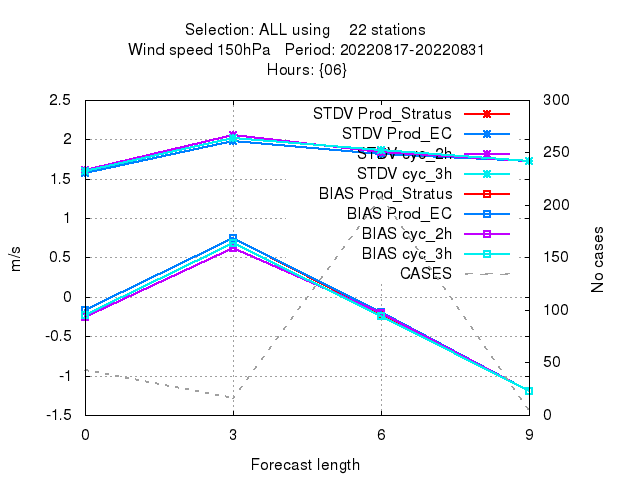 Selection: ALL using 22 stations
Wind speed 150hPa Period: 20220817-20220831
Hours: {06}
2.5
2
1.5
1
0.5
0
-0.5
-1
-1.5
m/s
STDV Prod_Stratus
STDV Prod_EC
STDV cyc_2h
STDV cyc_3h
BIAS Prod_Stratus
BIAS Prod_EC
BIAS cyc_2h
BIAS cyc_3h
CASES
300
250
200
150
100
50
0
No cases
0 3 6 9
Forecast length